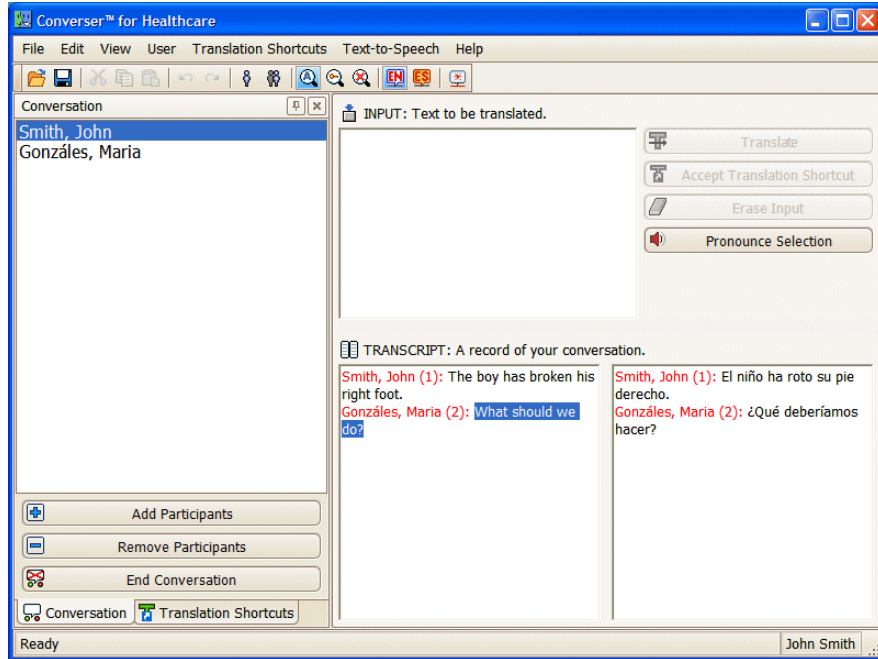 Converser™ for Healthcare
File Edit View User Translation Shortcuts Text-to-Speech Help
EN ES
Conversation
Smith, John
Gonzáles, Maria
Add Participants
Remove Participants
End Conversation
Conversation Translation Shortcuts
INPUT: Text to be translated.
Translate
Accept Translation Shortcut
Erase Input
Pronounce Selection
TRANSCRIPT: A record of your conversation.
Smith, John (1): The boy has broken his
right foot.
Gonzáles, Maria (2): What should we
do?
Smith, John (1): El niño ha roto su pie
derecho.
Gonzáles, Maria (2): ¿Qué deberíamos
hacer?
Ready
John Smith